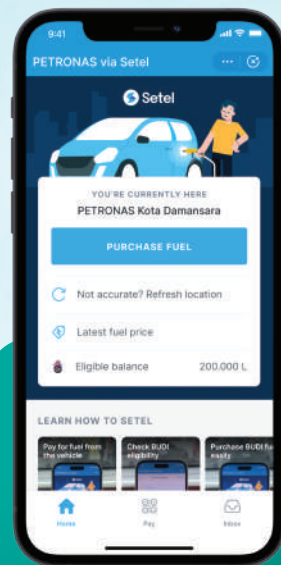 9:41
PETRONAS via Setel
Setel
YOU'RE CURRENTLY HERE
PETRONAS Kota Damansara
PURCHASE FUEL
Not accurate? Refresh location
Latest fuel price
Eligible balance 200.000 L
LEARN HOW TO SETEL
Pay for fuel from
the vehicle
Check BUDI
eligibility
Purchase BUDI fu
easily
Home
Pay
Inbox